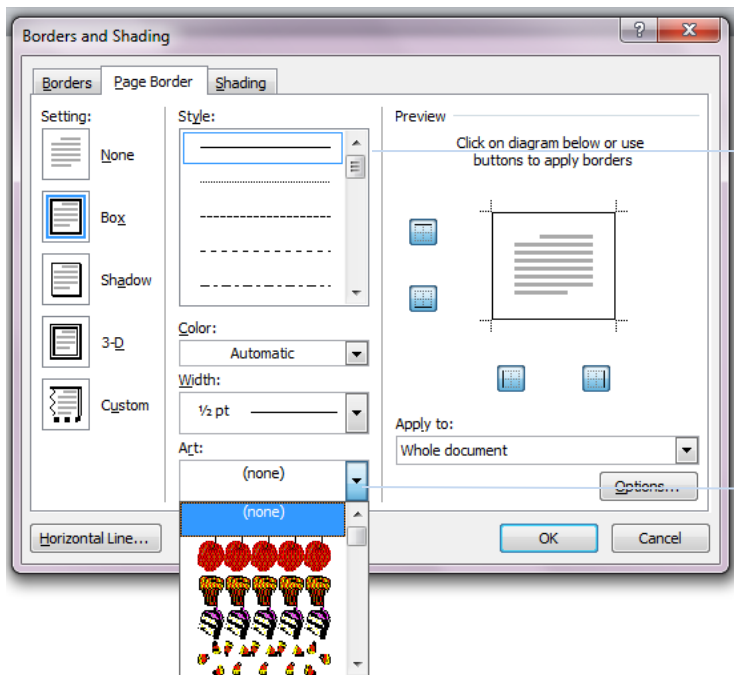 Borders and Shading
?
Borders
Page Border
Shading
Setting:
None
Box
Shadow
3-D
Custom
Style:
Color:
Automatic
Width:
½ pt
Art:
(none)
(none)
Preview
Click on diagram below or use
buttons to apply borders
Apply to:
Whole document
Options...
Horizontal Line...
OK
Cancel